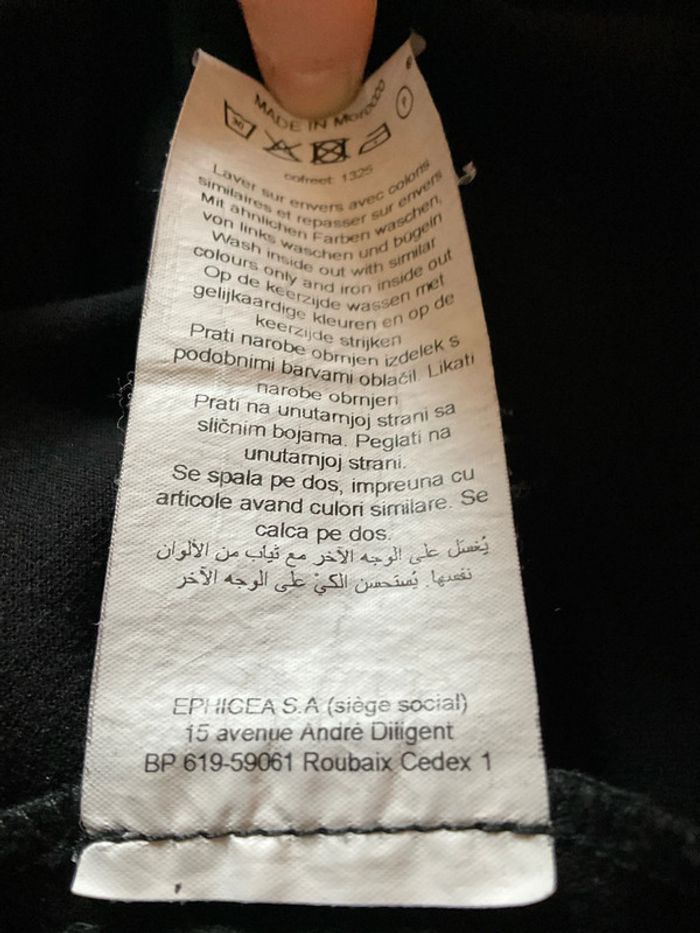 MADE IN Morocco
cofreet 1325
Laver sur envers avec coloris
similaires et repasser sur envers
Mit ähnlichen Farben waschen,
von links waschen und bügeln
Wash inside out with similar
colours only and iron inside out
Op de keerzijde wassen met
gelijkaardige kleuren en op de
keerzijde strijken
Prati narobe obrnjen izdelek s
podobnimi barvami oblačil. Likati
narobe obrnjen
Prati na unutarnjoj strani sa
sličnim bojama. Peglati na
unutarnjoj strani.
Se spala pe dos, impreuna cu
articole avand culori similare. Se
calca pe dos.
يُغسَل على الوجه الآخر مع ثياب من الألوان
نفسها. يُستحسن الكيّ على الوجه الآخر
EPHIGEA S.A (siège social)
15 avenue André Diligent
BP 619-59061 Roubaix Cedex 1